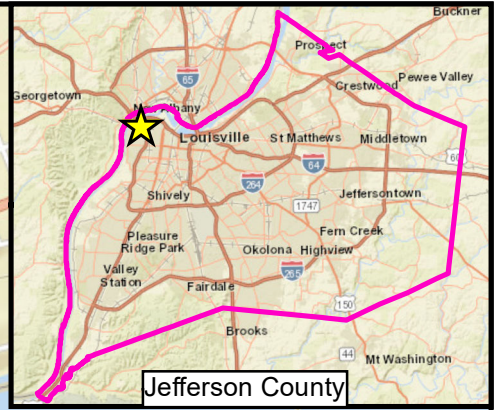 Buckner
Prospect
Crestwood
Pewee Valley
65
Georgetown
New Albany
Louisville
St Matthews
Middletown
60
64
264
Shively
Jeffersontown
1747
Pleasure
Ridge Park
Fern Creek
Okolona
Highview
Valley
Station
265
Fairdale
150
Brooks
44
Mt Washington
Jefferson County